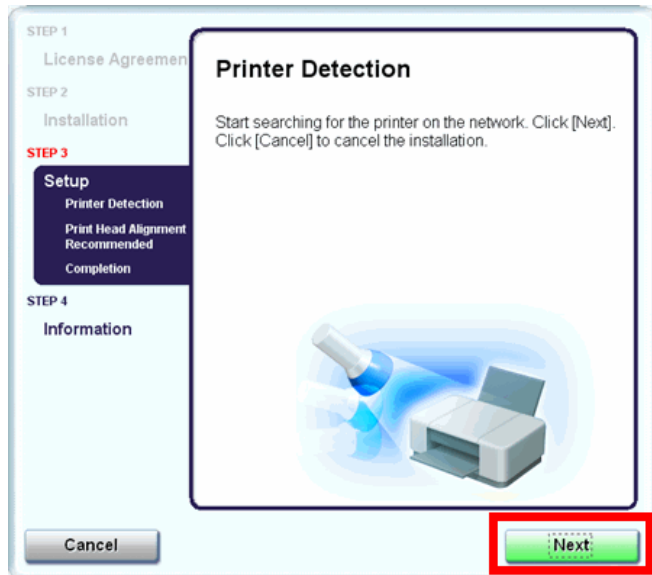 STEP 1
License Agreemen
STEP 2
Installation
STEP 3
Setup
Printer Detection
Print Head Alignment
Recommended
Completion
STEP 4
Information
Printer Detection
Start searching for the printer on the network. Click [Next].
Click [Cancel] to cancel the installation.
Cancel
Next